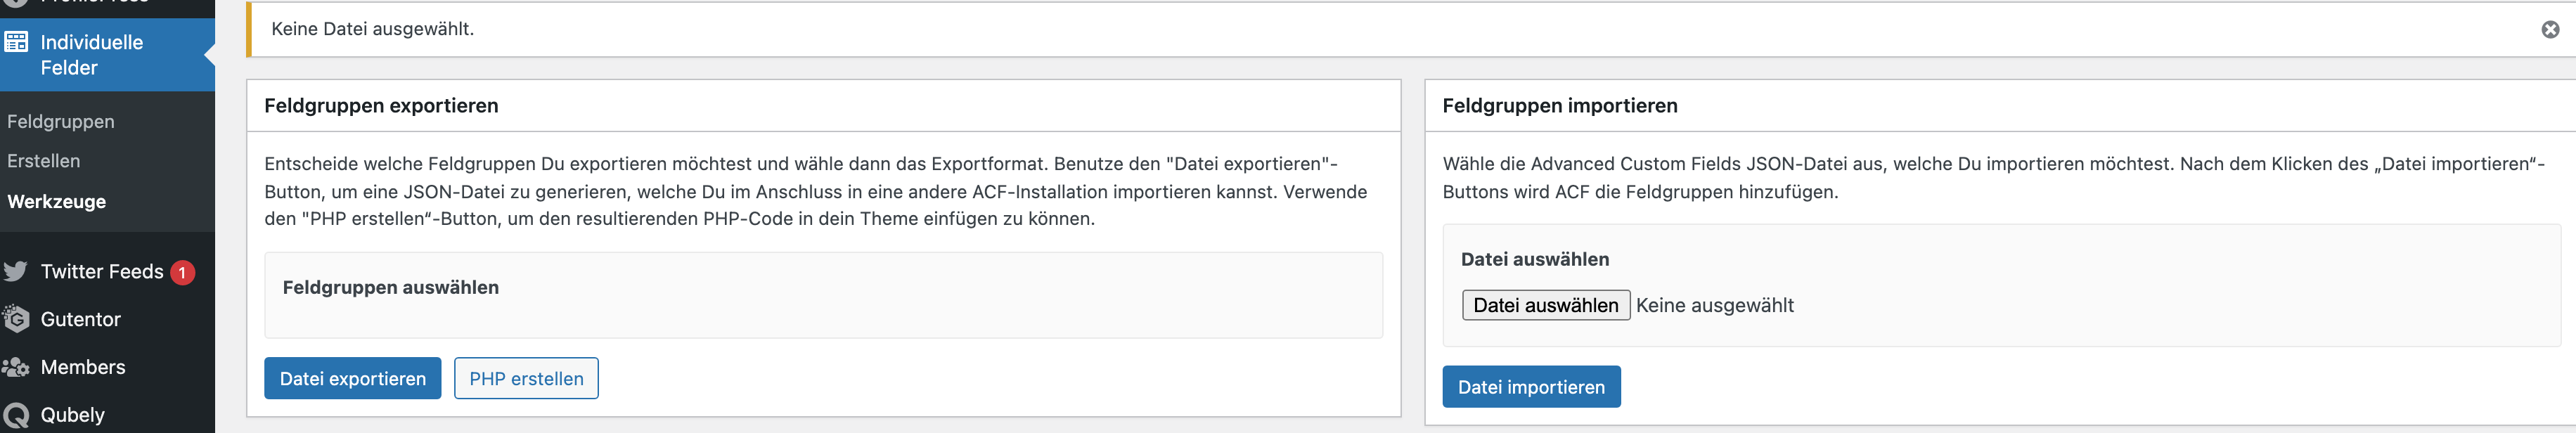 Individuelle
Felder
Feldgruppen
Erstellen
Werkzeuge
Twitter Feeds 1
Gutentor
Members
Qubely
Keine Datei ausgewählt.
Feldgruppen exportieren
Entscheide welche Feldgruppen Du exportieren möchtest und wähle dann das Exportformat. Benutze den "Datei exportieren"-
Button, um eine JSON-Datei zu generieren, welche Du im Anschluss in eine andere ACF-Installation importieren kannst. Verwende
den "PHP erstellen“-Button, um den resultierenden PHP-Code in dein Theme einfügen zu können.
Feldgruppen auswählen
Datei exportieren
PHP erstellen
Feldgruppen importieren
Wähle die Advanced Custom Fields JSON-Datei aus, welche Du importieren möchtest. Nach dem Klicken des „Datei importieren“-
Buttons wird ACF die Feldgruppen hinzufügen.
Datei auswählen
Datei auswählen Keine ausgewählt
Datei importieren